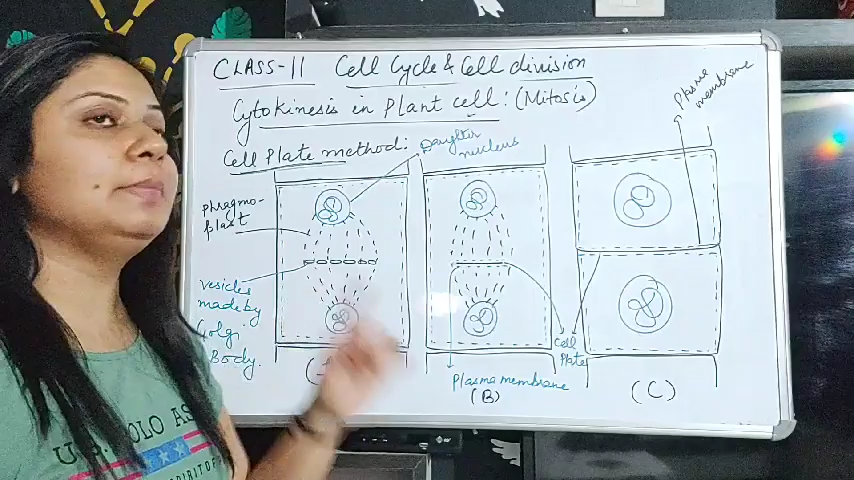 CLASS-11 Cell Cycle & Cell division
Cytokinesis in Plant cell: (Mitosis)
Cell Plate method:
Daughter
nucleus
Plasma
membrane
Phragmo-
plast
vesicles
made by
Golgi
Body.
Cell
Plate
Plasma membrane
(B)
(C)